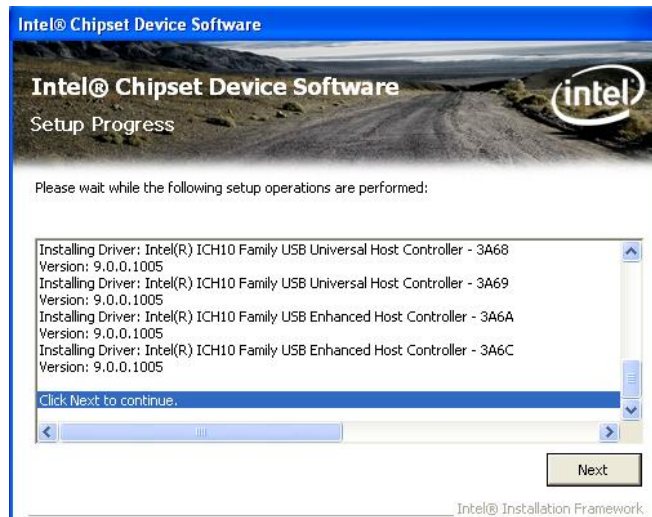 Intel® Chipset Device Software
Intel® Chipset Device Software
intel
Setup Progress
Please wait while the following setup operations are performed:
Installing Driver: Intel(R) ICH10 Family USB Universal Host Controller - 3A68
Version: 9.0.0.1005
Installing Driver: Intel(R) ICH10 Family USB Universal Host Controller - 3A69
Version: 9.0.0.1005
Installing Driver: Intel(R) ICH10 Family USB Enhanced Host Controller - 3A6A
Version: 9.0.0.1005
Installing Driver: Intel(R) ICH10 Family USB Enhanced Host Controller - 3A6C
Version: 9.0.0.1005
Click Next to continue.
Next
Intel® Installation Framework